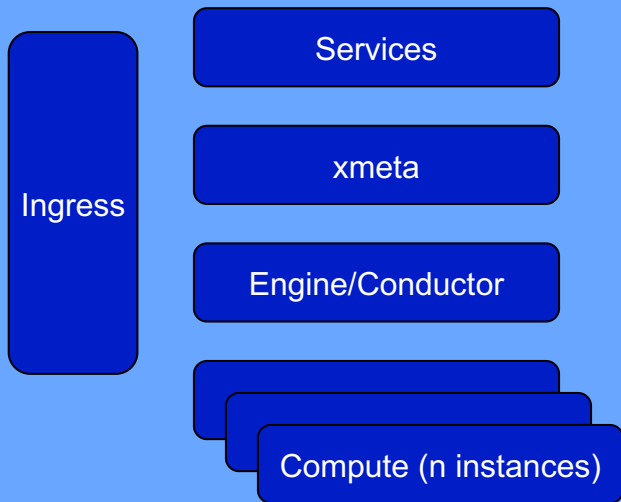 Services
xmeta
Ingress
Engine/Conductor
Compute (n instances)